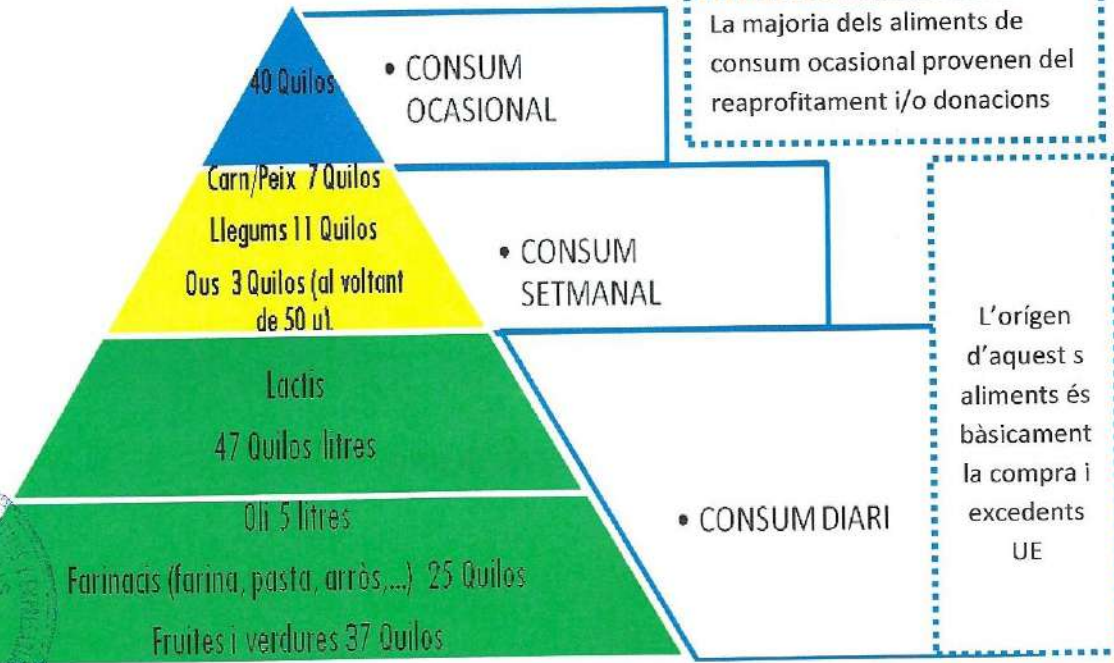 40 Quilos
• CONSUM
OCASIONAL
La majoria dels aliments de
consum ocasional provenen del
reaprofitament i/o donacions
Carn/Peix 7 Quilos
Llegums 11 Quilos
Ous 3 Quilos (al voltant
de 50 u).
• CONSUM
SETMANAL
Lactis
47 Quilos litres
Oli 5 litres
Farinacis (farina, pasta, arròs,...) 25 Quilos
Fruites i verdures 37 Quilos
• CONSUM DIARI
L'orígen
d'aquest s
aliments és
bàsicament
la compra i
excedents
UE